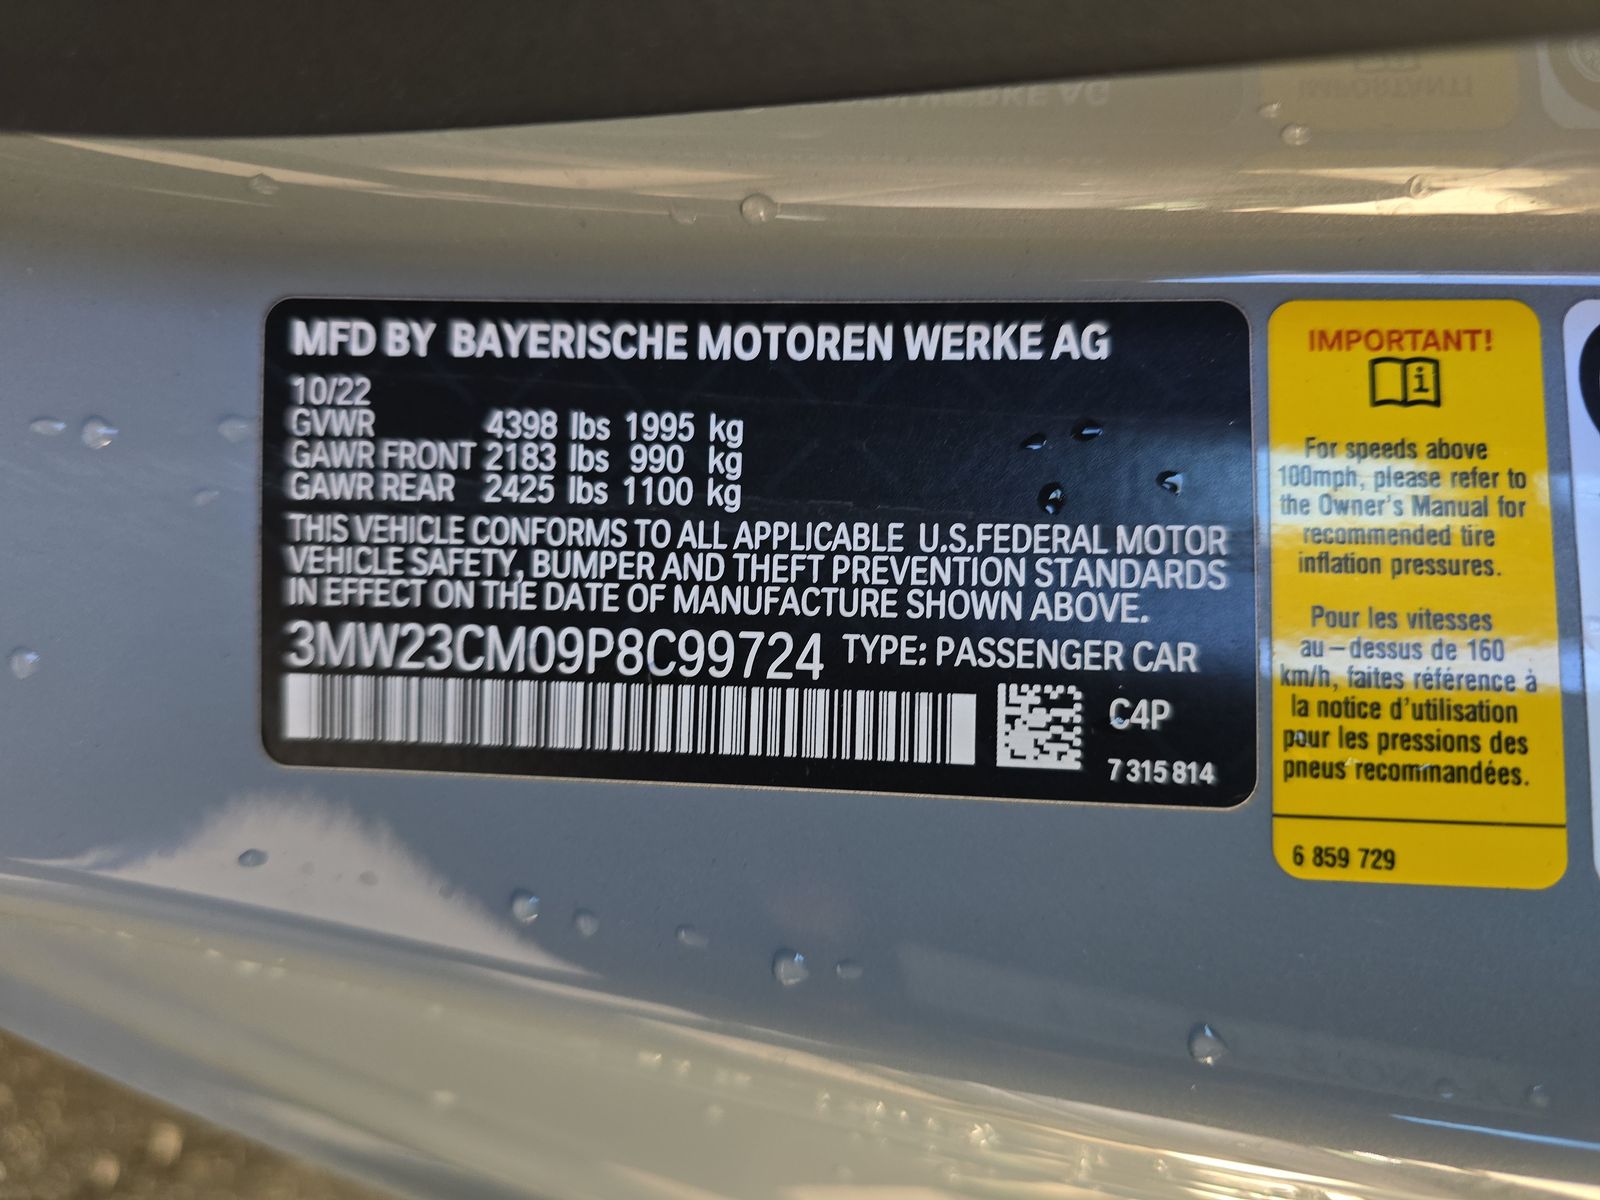 MFD BY BAYERISCHE MOTOREN WERKE AG
10/22
GVWR 4398 lbs 1995 kg
GAWR FRONT 2183 lbs 990 kg
GAWR REAR 2425 lbs 1100 kg
THIS VEHICLE CONFORMS TO ALL APPLICABLE U.S.FEDERAL MOTOR
VEHICLE SAFETY, BUMPER AND THEFT PREVENTION STANDARDS
IN EFFECT ON THE DATE OF MANUFACTURE SHOWN ABOVE.
3MW23CM09P8C99724 TYPE: PASSENGER CAR
C4P
7 315 814
IMPORTANT!
For speeds above
100mph, please refer to
the Owner's Manual for
recommended tire
inflation pressures.
Pour les vitesses
au-dessus de 160
km/h, faites référence à
la notice d'utilisation
pour les pressions des
pneus recommandées.
6 859 729